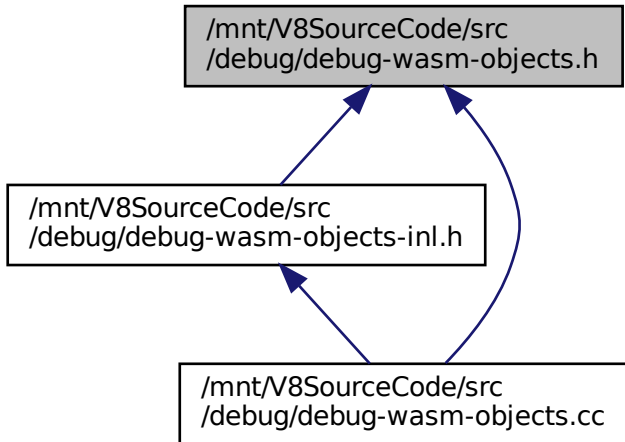 /mnt/V8SourceCode/src
/debug/debug-wasm-objects.h
/mnt/V8SourceCode/src
/debug/debug-wasm-objects-inl.h
/mnt/V8SourceCode/src
/debug/debug-wasm-objects.cc